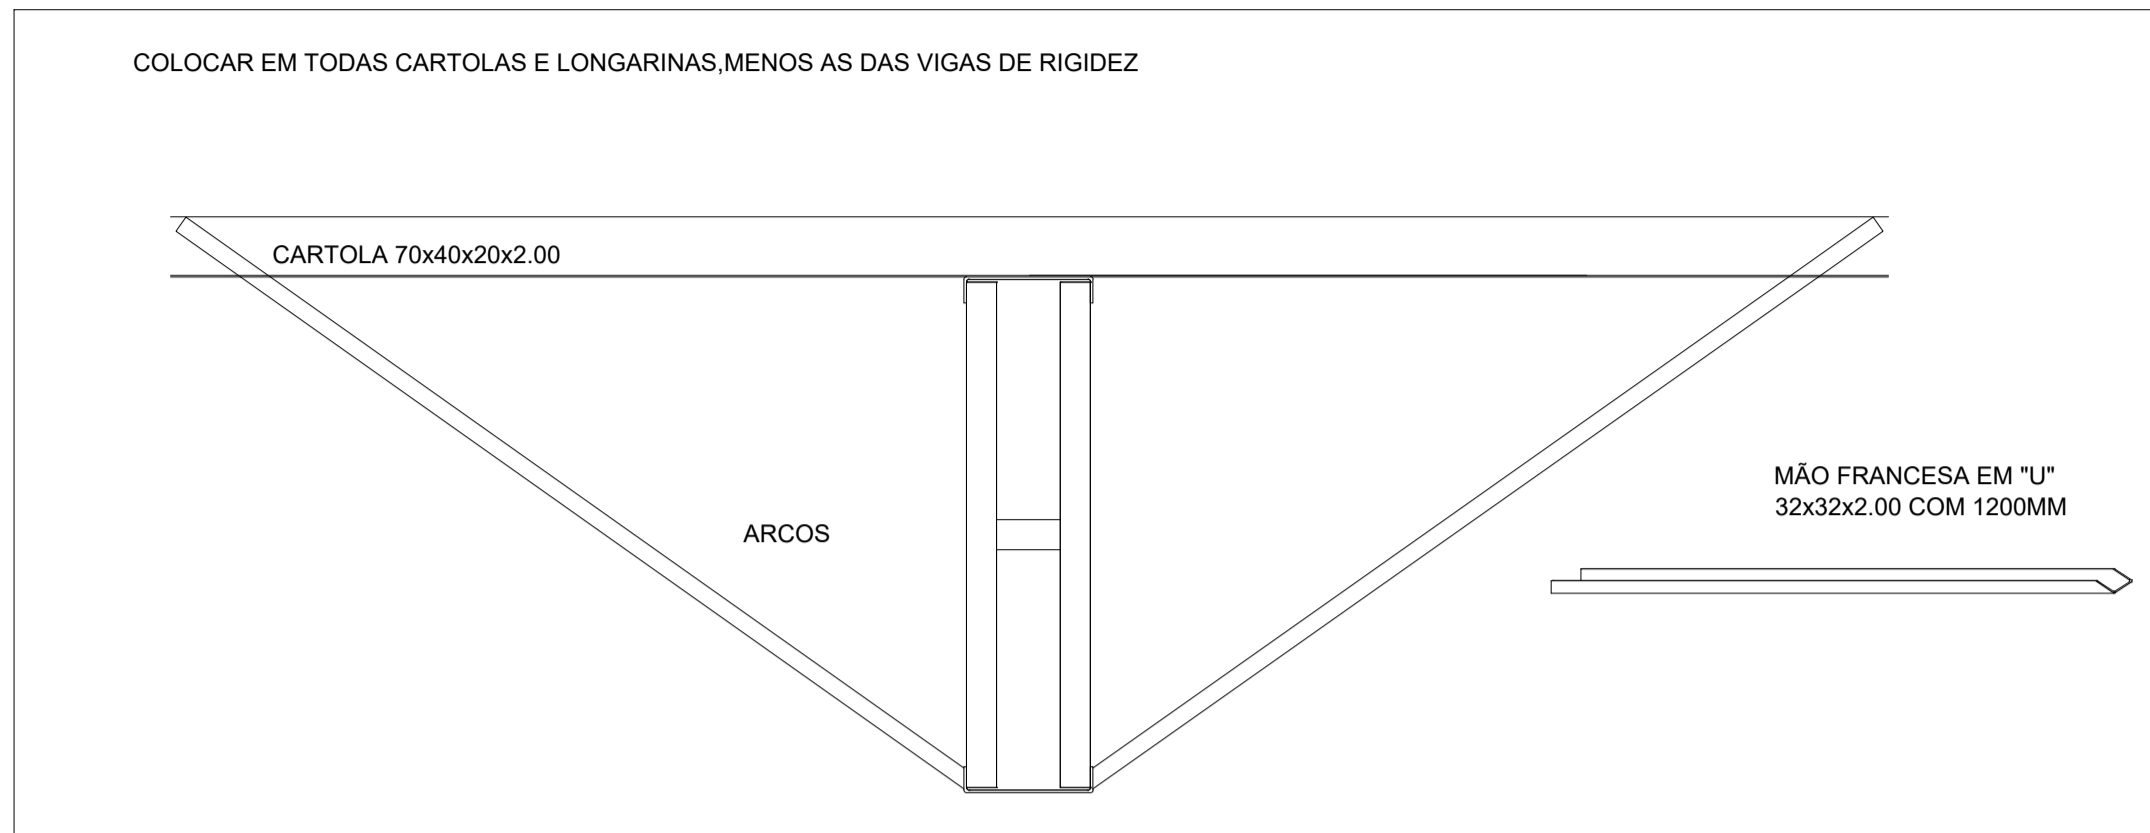 COLOCAR EM TODAS CARTOLAS E LONGARINAS,MENOS AS DAS VIGAS DE RIGIDEZ
CARTOLA 70x40x20x2.00
MÃO FRANCESA EM "U"
32x32x2.00 COM 1200MM
ARCOS